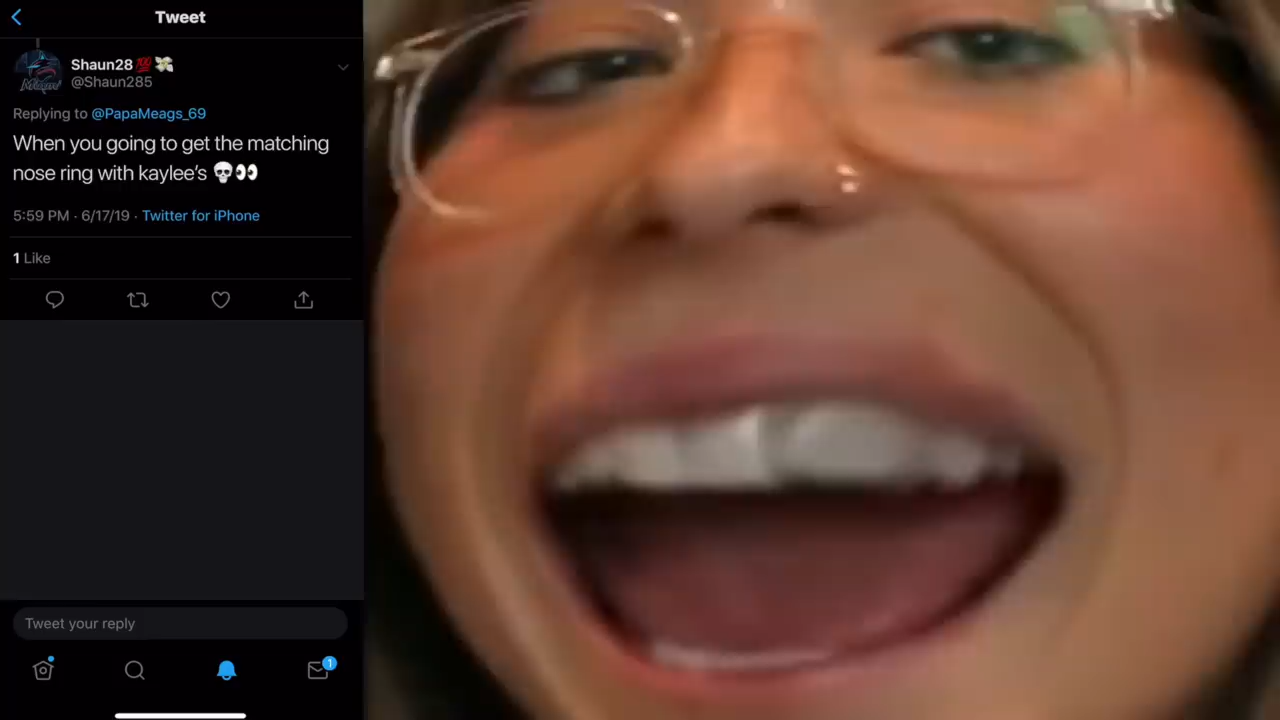 Tweet
Shaun28 💯💸
@Shaun285
Replying to @PapaMeags_69
When you going to get the matching
nose ring with kaylee’s 💀👀
5:59 PM · 6/17/19 · Twitter for iPhone
1 Like
Tweet your reply
1